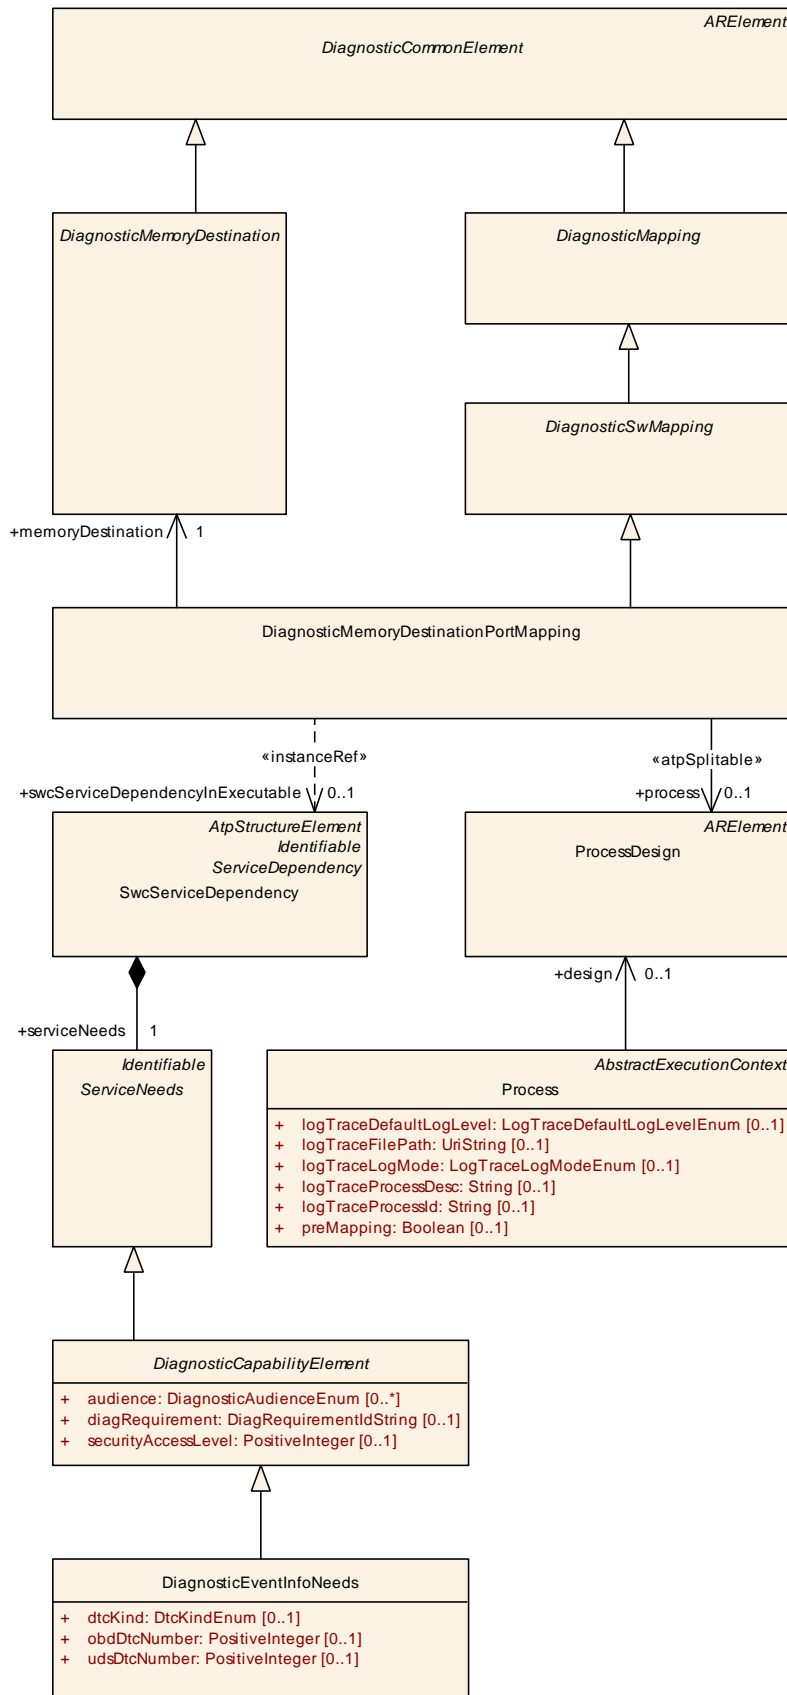 ARElement
DiagnosticCommonElement
DiagnosticMemoryDestination
DiagnosticMapping
DiagnosticSwMapping
+memoryDestination 1
DiagnosticMemoryDestinationPortMapping
«instanceRef»
«atpSplitable»
+swcServiceDependencyInExecutable 0..1
+process 0..1
AtpStructureElement
Identifiable
ServiceDependency
SwcServiceDependency
ARElement
ProcessDesign
+design 0..1
+serviceNeeds 1
Identifiable
ServiceNeeds
AbstractExecutionContext
Process
+ logTraceDefaultLogLevel: LogTraceDefaultLogLevelEnum [0..1]
+ logTraceFilePath: UriString [0..1]
+ logTraceLogMode: LogTraceLogModeEnum [0..1]
+ logTraceProcessDesc: String [0..1]
+ logTraceProcessId: String [0..1]
+ preMapping: Boolean [0..1]
DiagnosticCapabilityElement
+ audience: DiagnosticAudienceEnum [0..*]
+ diagRequirement: DiagRequirementIdString [0..1]
+ securityAccessLevel: PositiveInteger [0..1]
DiagnosticEventInfoNeeds
+ dtcKind: DtcKindEnum [0..1]
+ obdDtcNumber: PositiveInteger [0..1]
+ udsDtcNumber: PositiveInteger [0..1]